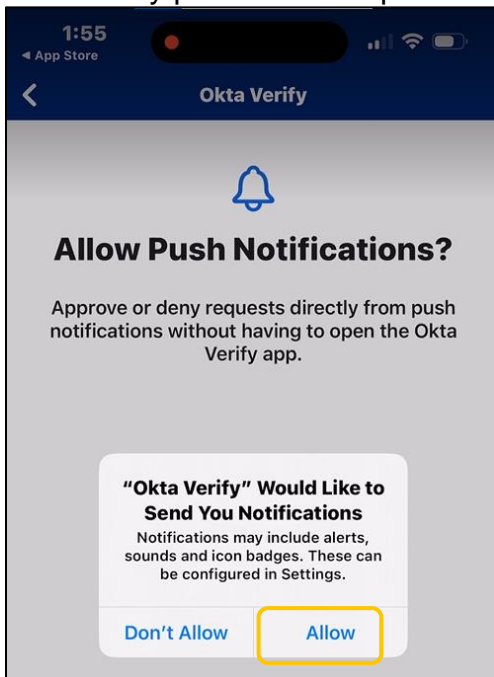 1:55
◀ App Store
Okta Verify
Allow Push Notifications?
Approve or deny requests directly from push
notifications without having to open the Okta
Verify app.
“Okta Verify” Would Like to
Send You Notifications
Notifications may include alerts,
sounds and icon badges. These can
be configured in Settings.
Don’t Allow
Allow